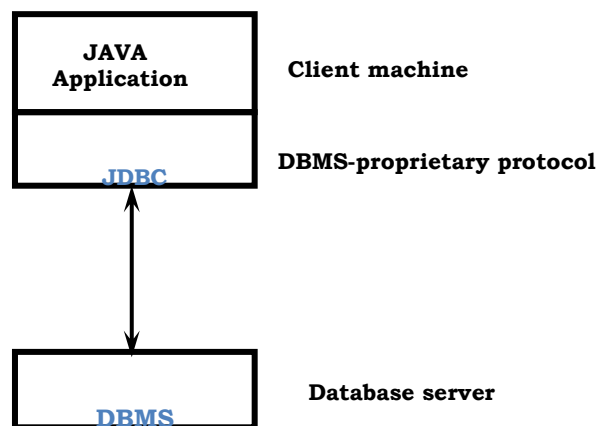 JAVA
Application
Client machine
DBMS-proprietary protocol
JDBC
Database server
DBMS